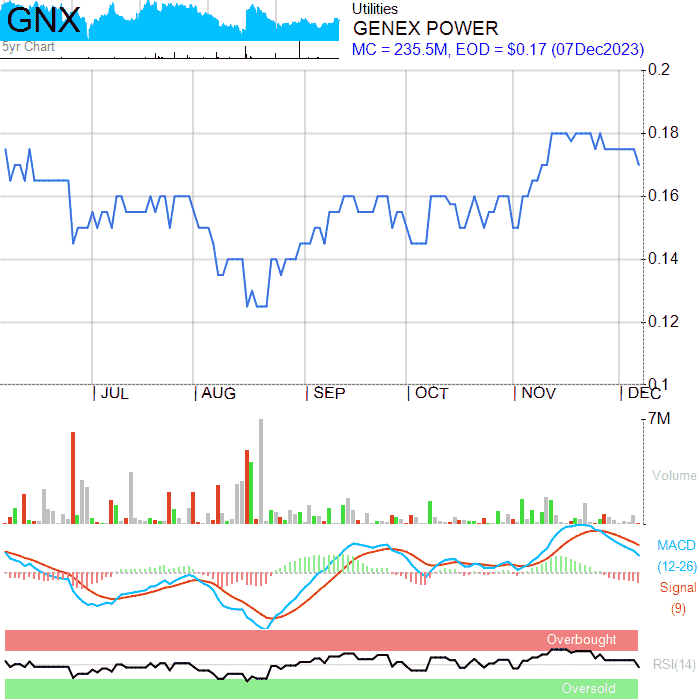 GNX
5yr Chart
Utilities
GENEX POWER
MC = 235.5M, EOD = $0.17 (07Dec2023)
0.2
0.18
0.16
0.14
0.12
0.1
JUL AUG SEP OCT NOV DEC
7M
Volume
MACD
(12-26)
Signal
(9)
Overbought
RSI(14)
Oversold